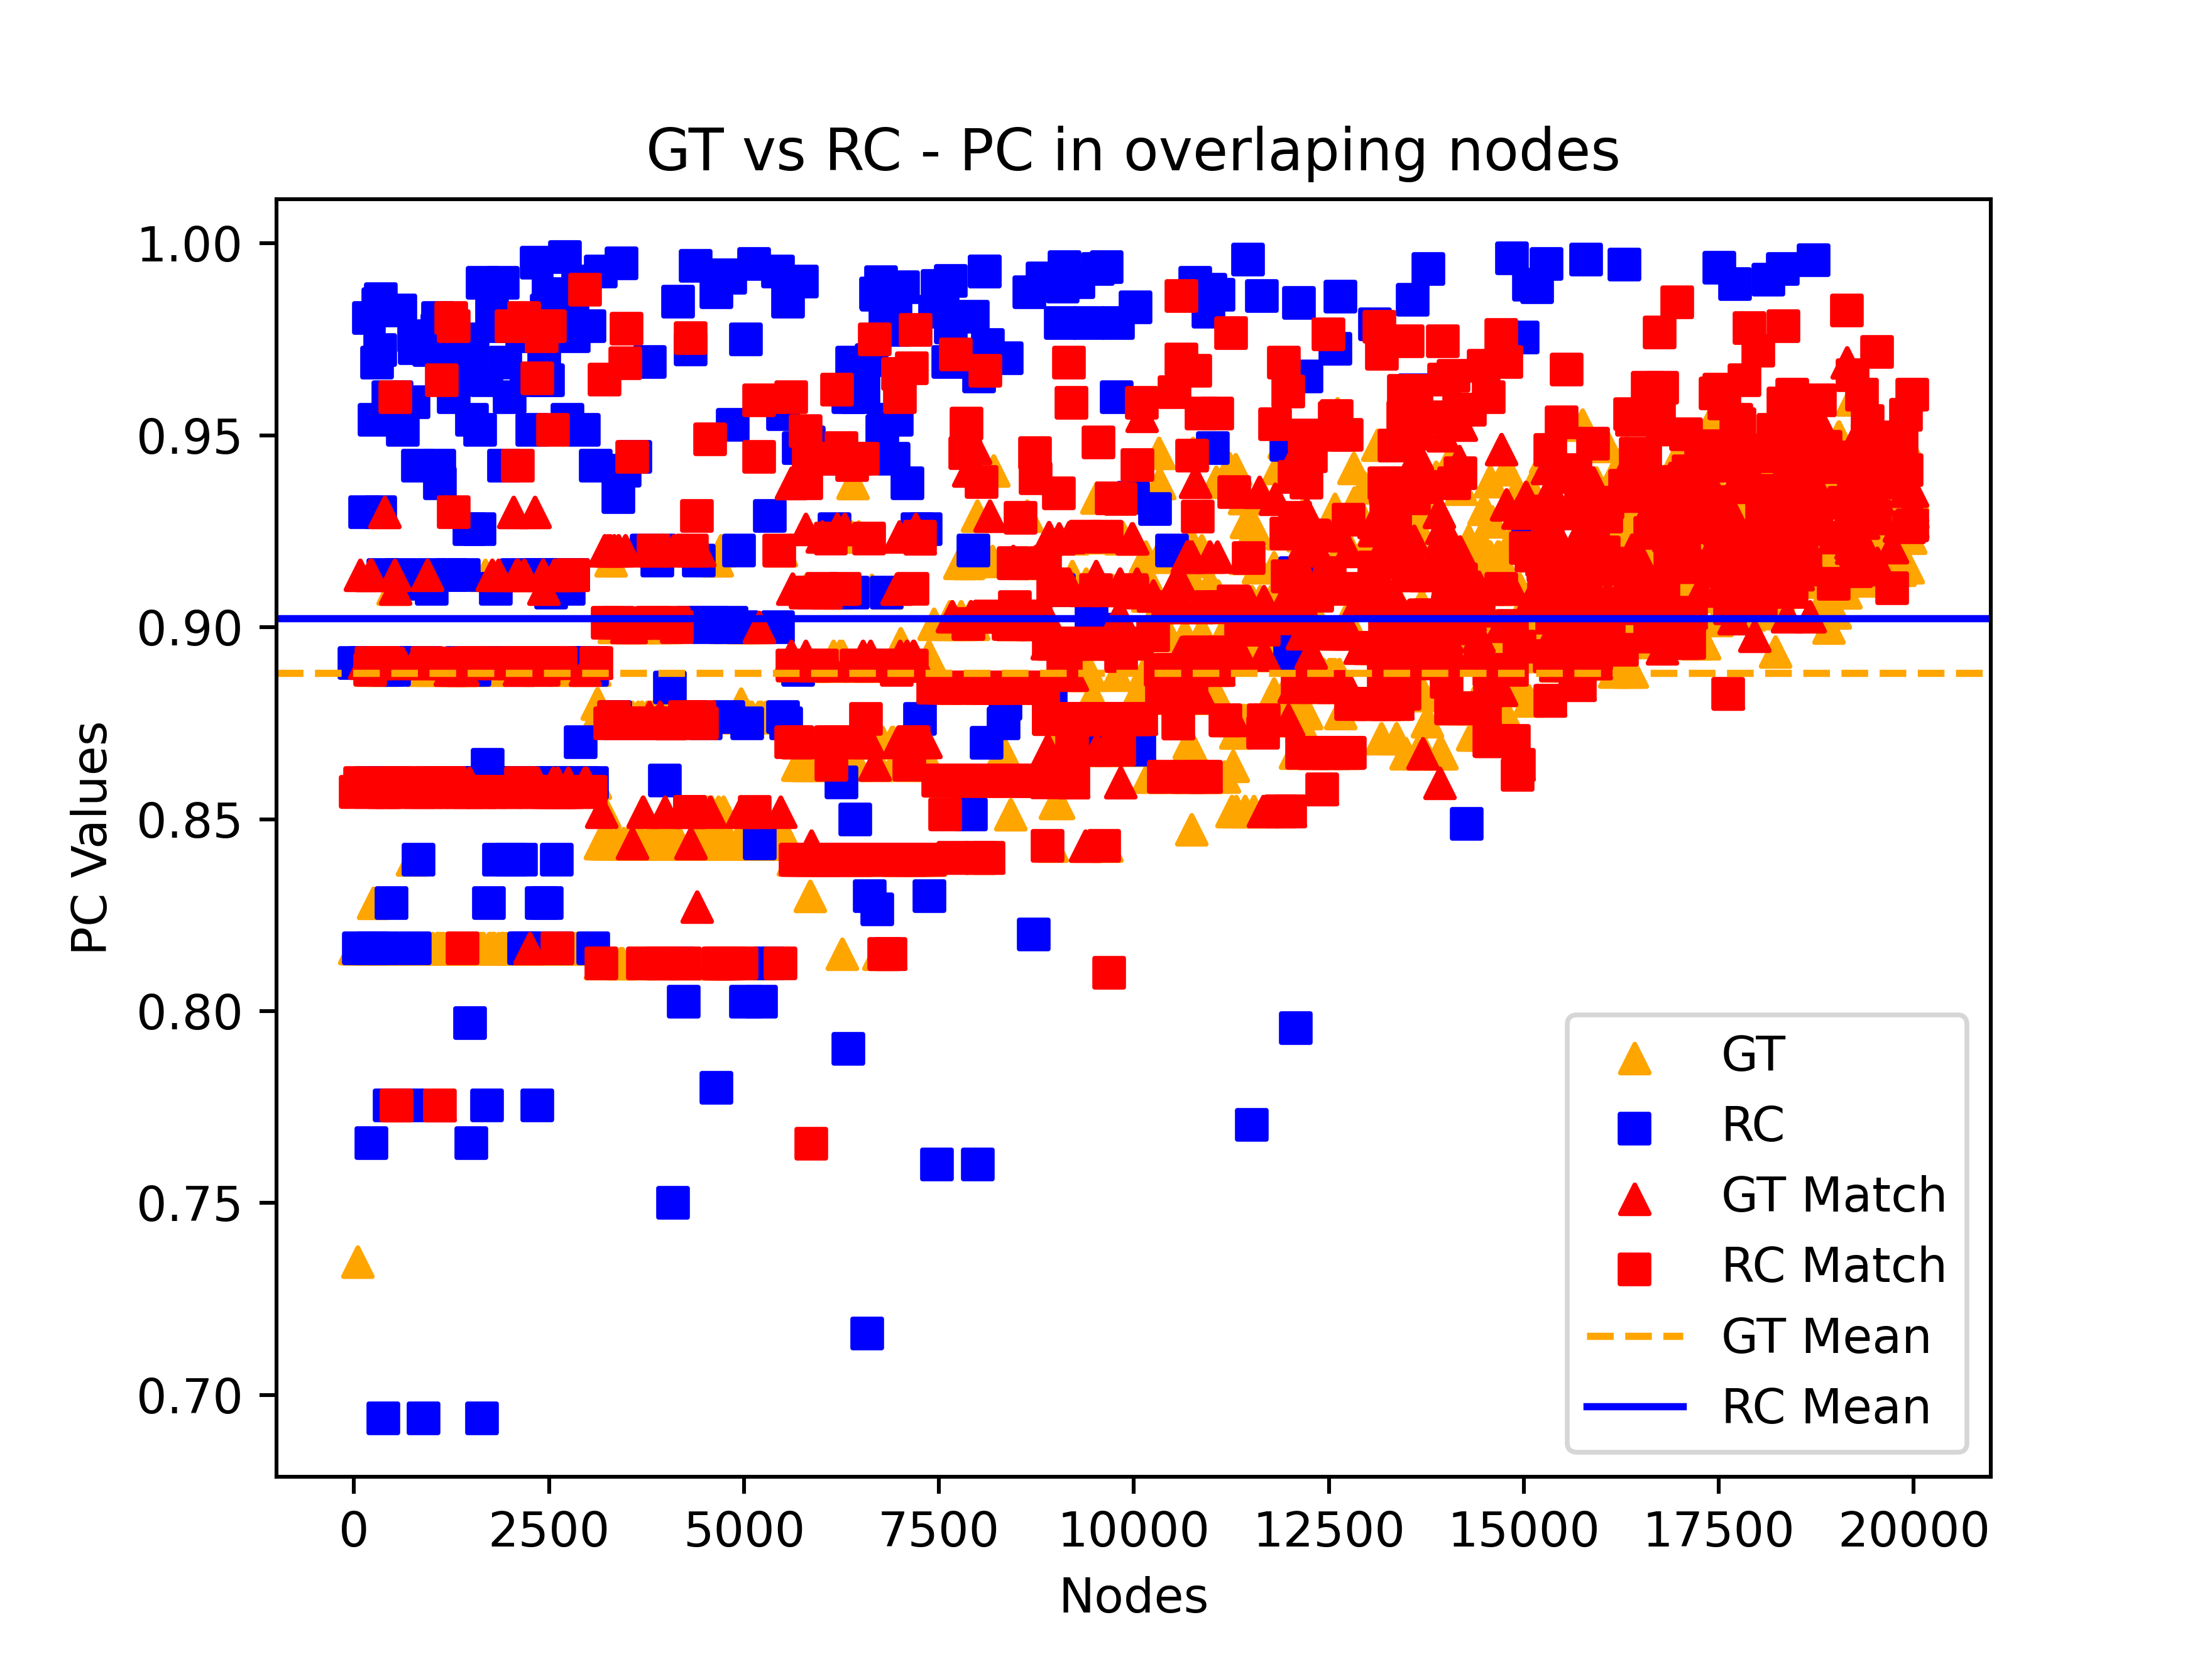 GT vs RC - PC in overlaping nodes
1.00
0.95
0.90
0.85
0.80
0.75
0.70
PC Values
GT
RC
GT Match
RC Match
GT Mean
RC Mean
0 2500 5000 7500 10000 12500 15000 17500 20000
Nodes